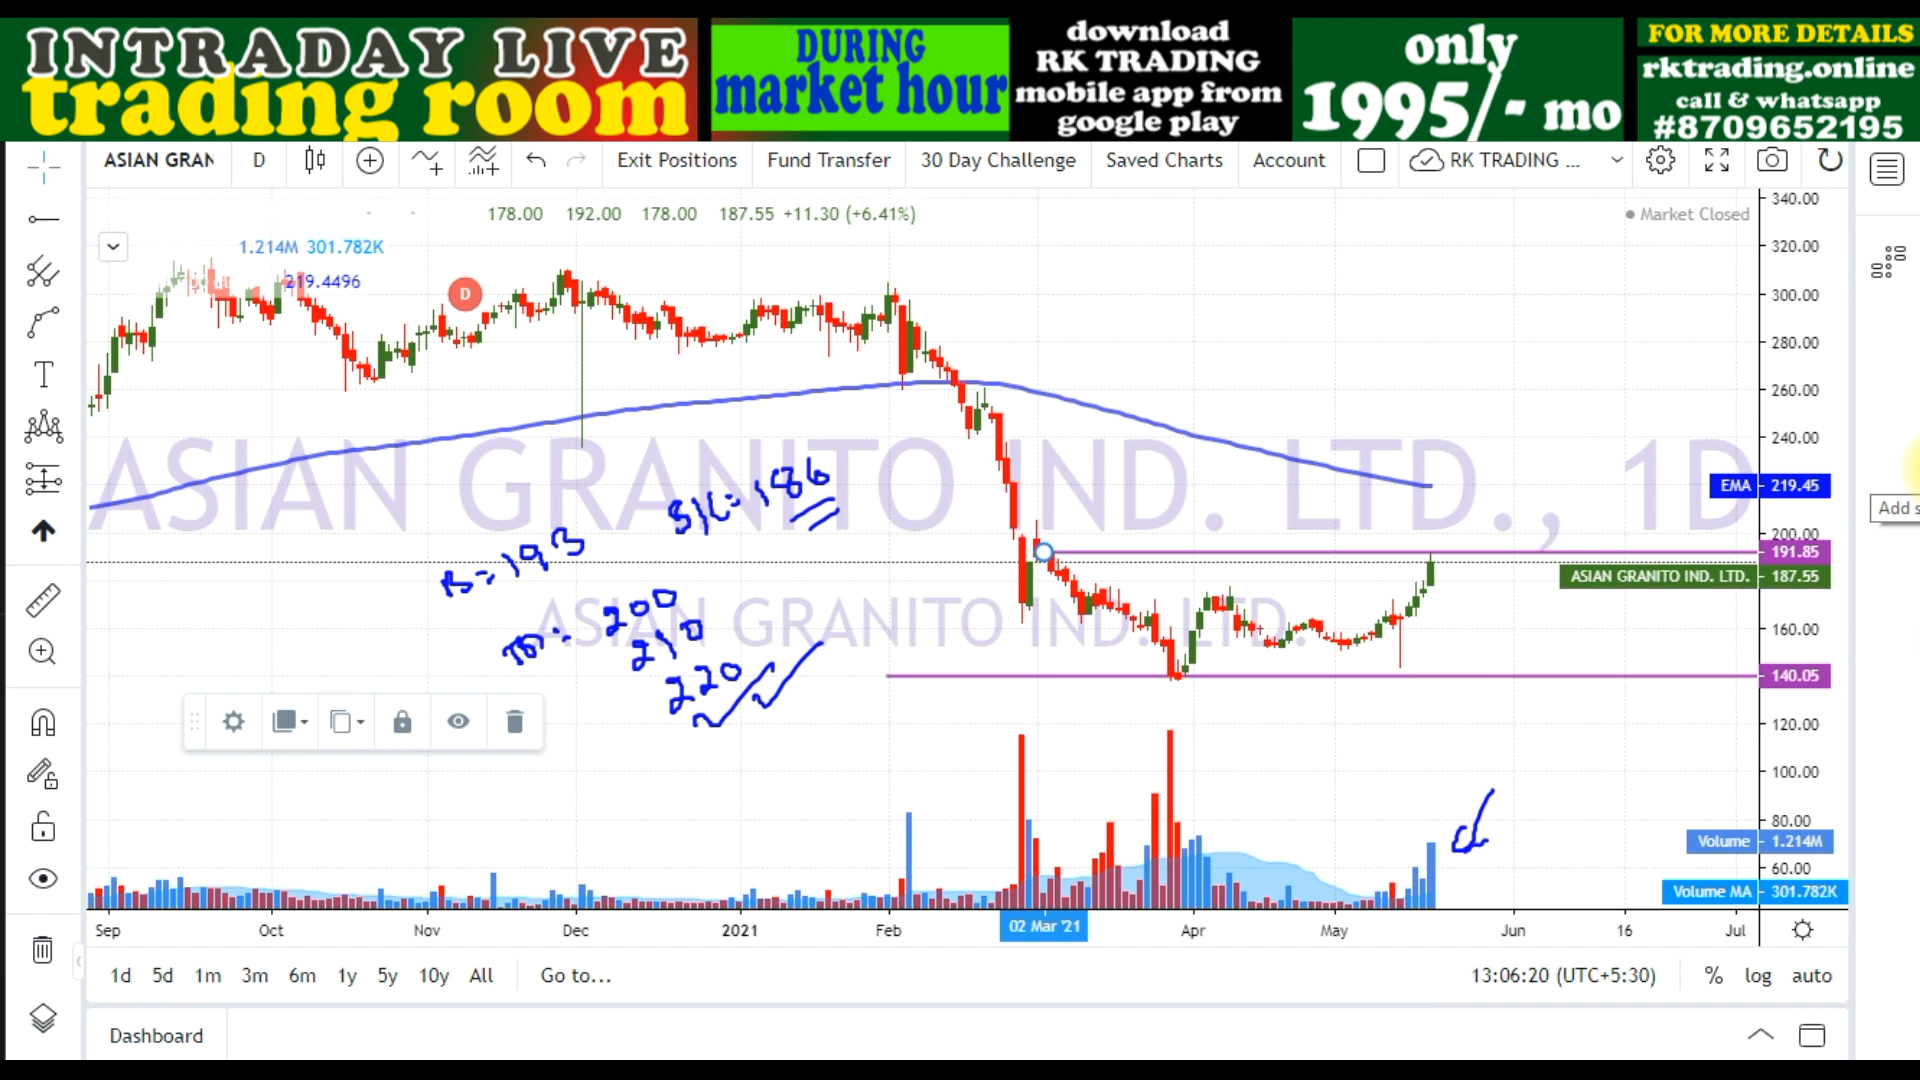 INTRADAY LIVE
trading room
DURING
market hour
download
RK TRADING
mobile app from
google play
only
1995/- mo
FOR MORE DETAILS
rktrading.online
call & whatsapp
#8709652195
ASIAN GRAN D Exit Positions Fund Transfer 30 Day Challenge Saved Charts Account RK TRADING ...
178.00 192.00 178.00 187.55 +11.30 (+6.41%)
Market Closed
1.214M 301.782K
219.4496
D
340.00
320.00
300.00
280.00
260.00
240.00
EMA 219.45
200.00
191.85
ASIAN GRANITO IND. LTD. 187.55
160.00
140.05
120.00
100.00
80.00
Volume 1.214M
60.00
Volume MA 301.782K
ASIAN GRANITO IND. LTD., 1D
ASIAN GRANITO IND. LTD.
S/L = 186
B = 193
200
210
220
Add s
Sep Oct Nov Dec 2021 Feb 02 Mar '21 Apr May Jun 16 Jul
1d 5d 1m 3m 6m 1y 5y 10y All Go to... 13:06:20 (UTC+5:30) % log auto
Dashboard